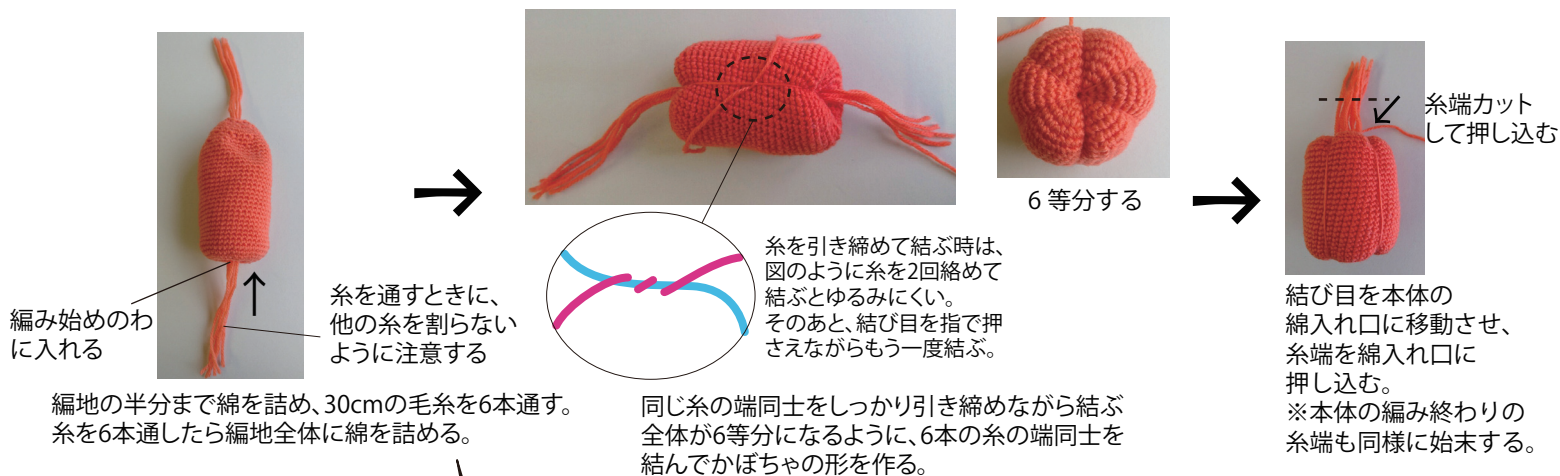 編み始めのわ
に入れる
糸を通すときに、
他の糸を割らない
ように注意する
編地の半分まで綿を詰め、30cmの毛糸を6本通す。
糸を6本通したら編地全体に綿を詰める。
糸を引き締めて結ぶ時は、
図のように糸を2回絡めて
結ぶとゆるみにくい。
そのあと、結び目を指で押
さえながらもう一度結ぶ。
同じ糸の端同士をしっかり引き締めながら結ぶ
全体が6等分になるように、6本の糸の端同士を
結んでかぼちゃの形を作る。
6 等分する
糸端カット
して押し込む
結び目を本体の
綿入れ口に移動させ、
糸端を綿入れ口に
押し込む。
※本体の編み終わりの
糸端も同様に始末する。